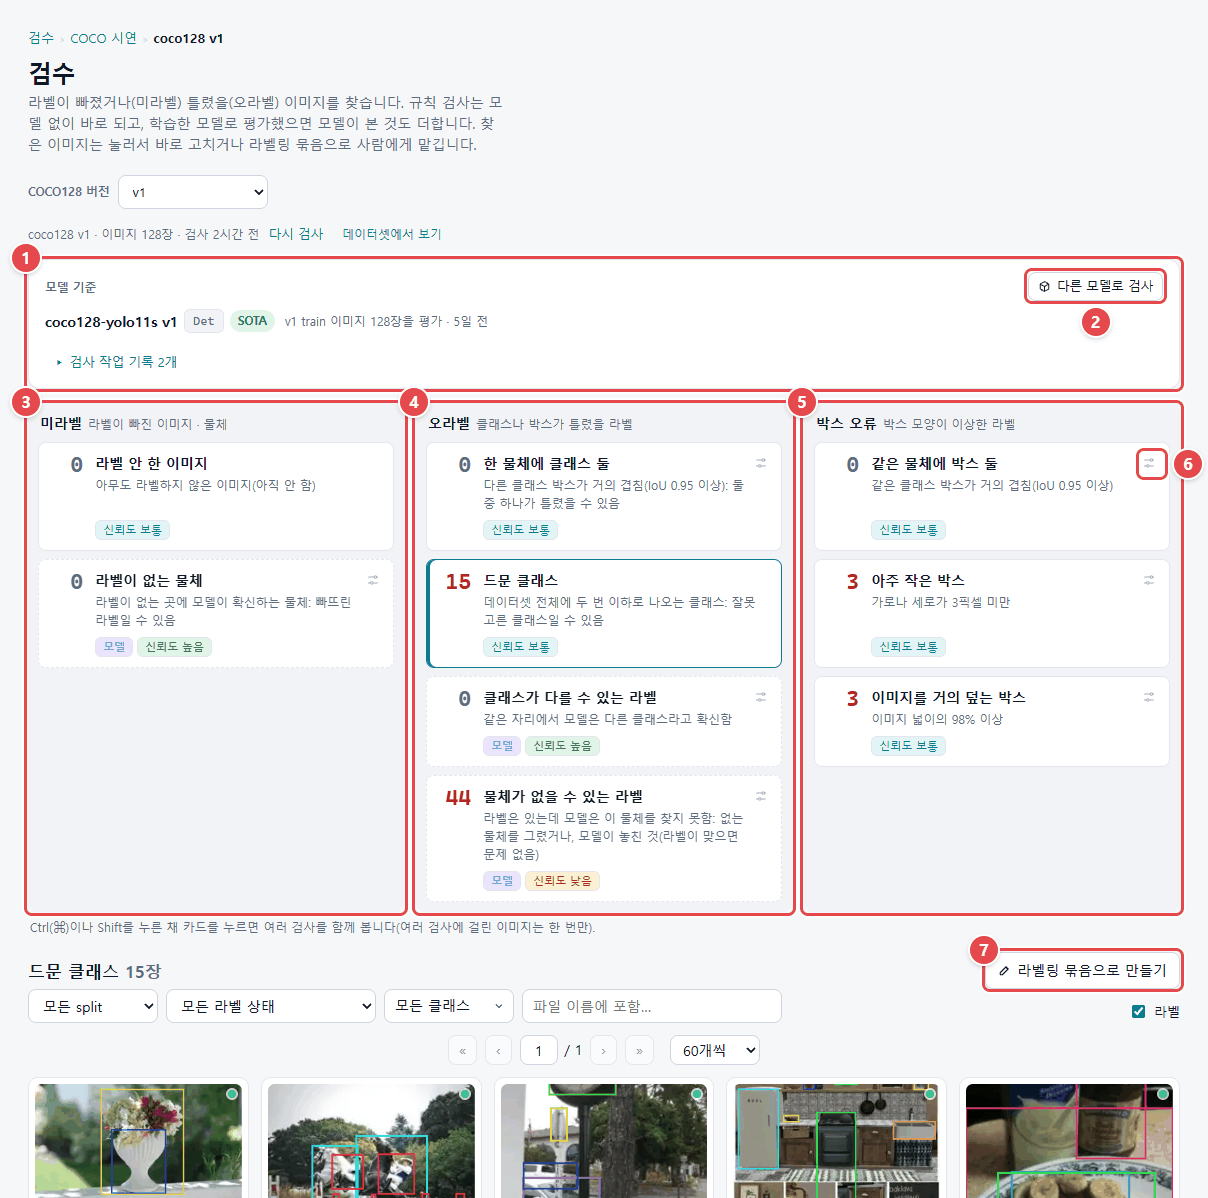 검수 › COCO 시연 › coco128 v1
검수
라벨이 빠졌거나(미라벨) 틀렸을(오라벨) 이미지를 찾습니다. 규칙 검사는 모
델 없이 바로 되고, 학습한 모델로 평가했으면 모델이 본 것도 더합니다. 찾
은 이미지는 눌러서 바로 고치거나 라벨링 묶음으로 사람에게 맡깁니다.
COCO128 버전 v1
coco128 v1 · 이미지 128장 · 검사 2시간 전 다시 검사 데이터셋에서 보기
1
모델 기준
다른 모델로 검사
2
coco128-yolo11s v1 Det SOTA v1 train 이미지 128장을 평가 · 5일 전
▸ 검사 작업 기록 2개
3
미라벨 라벨이 빠진 이미지 · 물체
0 라벨 안 한 이미지
아무도 라벨하지 않은 이미지(아직 안 함)
신뢰도 보통
0 라벨이 없는 물체
라벨이 없는 곳에 모델이 확신하는 물체: 빠뜨린
라벨일 수 있음
모델 신뢰도 높음
4
오라벨 클래스나 박스가 틀렸을 라벨
0 한 물체에 클래스 둘
다른 클래스 박스가 거의 겹침(IoU 0.95 이상): 둘
중 하나가 틀렸을 수 있음
신뢰도 보통
15 드문 클래스
데이터셋 전체에 두 번 이하로 나오는 클래스: 잘못
고른 클래스일 수 있음
신뢰도 보통
0 클래스가 다를 수 있는 라벨
같은 자리에서 모델은 다른 클래스라고 확신함
모델 신뢰도 높음
44 물체가 없을 수 있는 라벨
라벨은 있는데 모델은 이 물체를 찾지 못함: 없는
물체를 그렸거나, 모델이 놓친 것(라벨이 맞으면
문제 없음)
모델 신뢰도 낮음
5
박스 오류 박스 모양이 이상한 라벨
0 같은 물체에 박스 둘
같은 클래스 박스가 거의 겹침(IoU 0.95 이상)
신뢰도 보통
6
3 아주 작은 박스
가로나 세로가 3픽셀 미만
신뢰도 보통
3 이미지를 거의 덮는 박스
이미지 넓이의 98% 이상
신뢰도 보통
Ctrl(⌘)이나 Shift를 누른 채 카드를 누르면 여러 검사를 함께 봅니다(여러 검사에 걸린 이미지는 한 번만).
드문 클래스 15장
7
라벨링 묶음으로 만들기
모든 split 모든 라벨 상태 모든 클래스 파일 이름에 포함... 라벨
« ‹ 1 / 1 › » 60개씩